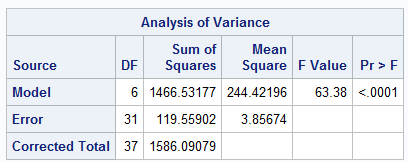 Analysis of Variance
Source DF Sum of Squares Mean Square F Value Pr > F
Model 6 1466.53177 244.42196 63.38 <.0001
Error 31 119.55902 3.85674
Corrected Total 37 1586.09079